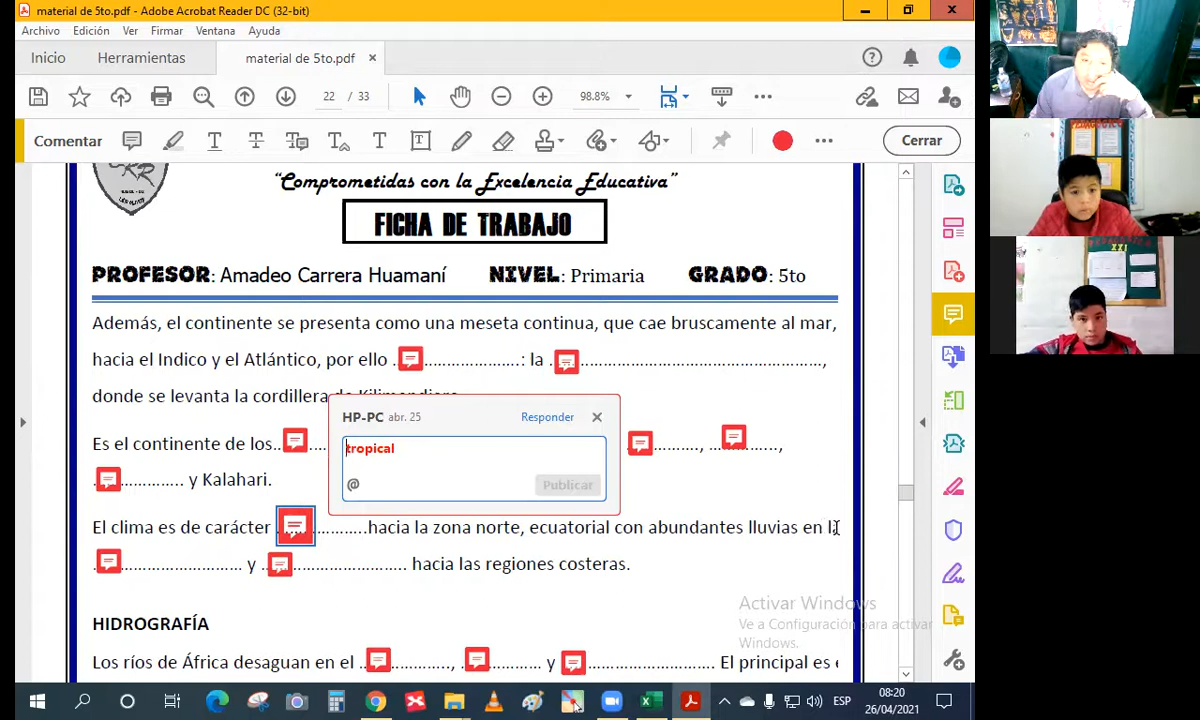 material de 5to.pdf - Adobe Acrobat Reader DC (32-bit)
Archivo Edición Ver Firmar Ventana Ayuda
Inicio Herramientas material de 5to.pdf
22 / 33 98.8%
Comentar Cerrar
"Comprometidas con la Excelencia Educativa"
FICHA DE TRABAJO
PROFESOR: Amadeo Carrera Huamaní NIVEL: Primaria GRADO: 5to
Además, el continente se presenta como una meseta continua, que cae bruscamente al mar,
hacia el Indico y el Atlántico, por ello ....................: la ................................................,
donde se levanta la cordillera
HP-PC abr. 25 Responder
Es el continente de los.. .........., .............,
tropical
............... y Kalahari.
@ Publicar
El clima es de carácter ................hacia la zona norte, ecuatorial con abundantes lluvias en l
........................... y ........................... hacia las regiones costeras.
Activar Windows
Ve a Configuración para activar
Windows.
HIDROGRAFÍA
Los ríos de África desaguan en el .............., .............. y ........................... El principal es
ESP
08:20
26/04/2021